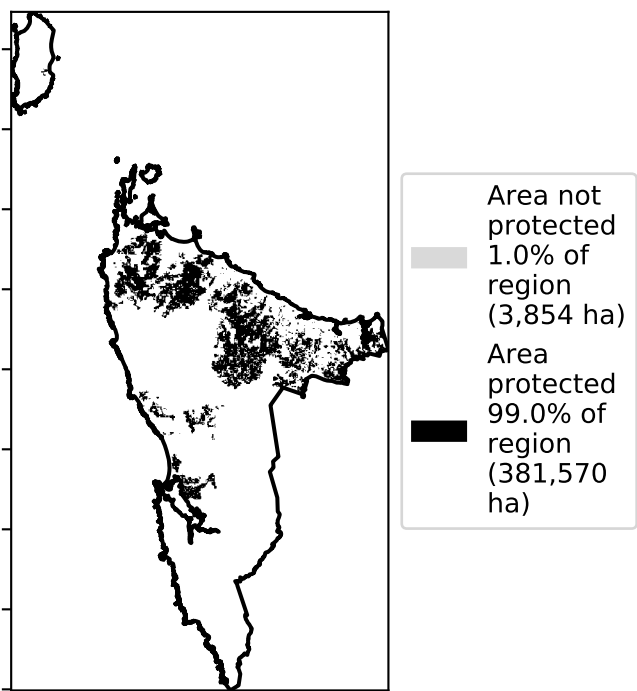 Area not
protected
1.0% of
region
(3,854 ha)
Area
protected
99.0% of
region
(381,570
ha)